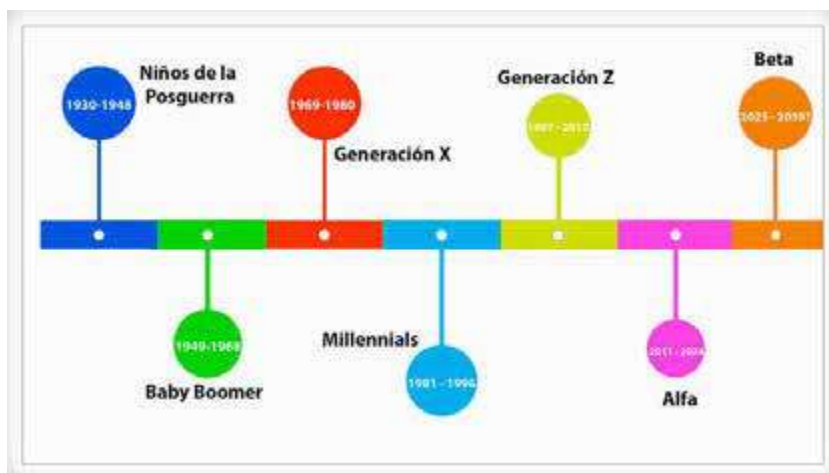 Niños de la
Posguerra
1930-1948
Baby Boomer
1949-1968
Generación X
1969-1980
Millennials
1981 - 1996
Generación Z
Alfa
Beta